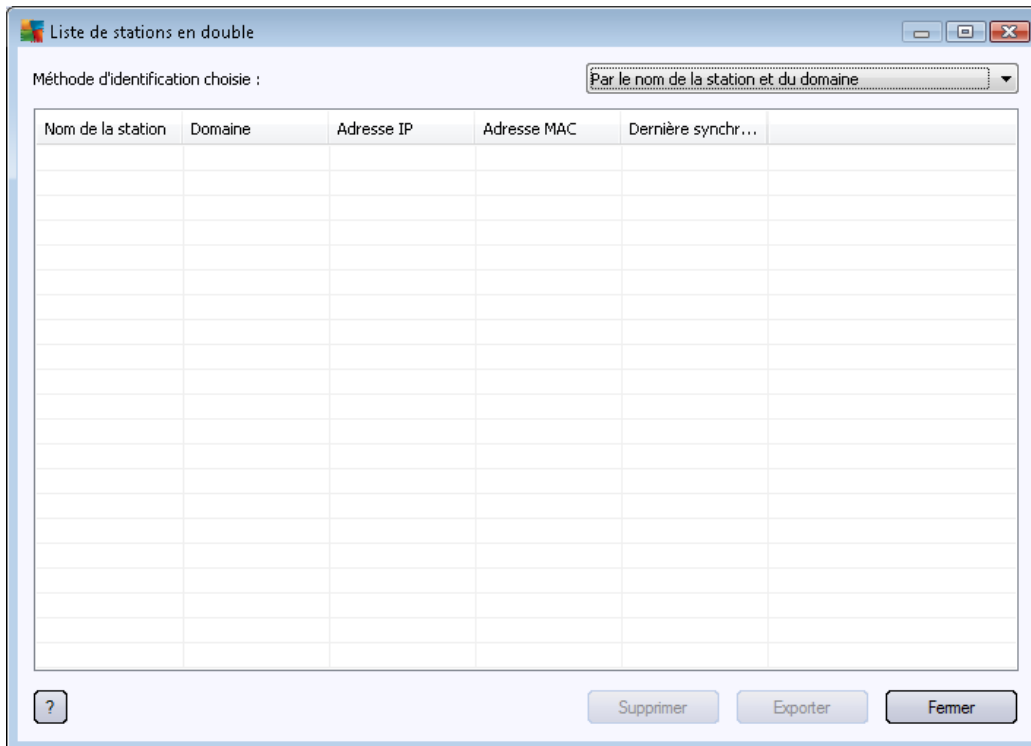 Liste de stations en double
Méthode d'identification choisie : Par le nom de la station et du domaine
Nom de la station Domaine Adresse IP Adresse MAC Dernière synchr...
? Supprimer Exporter Fermer